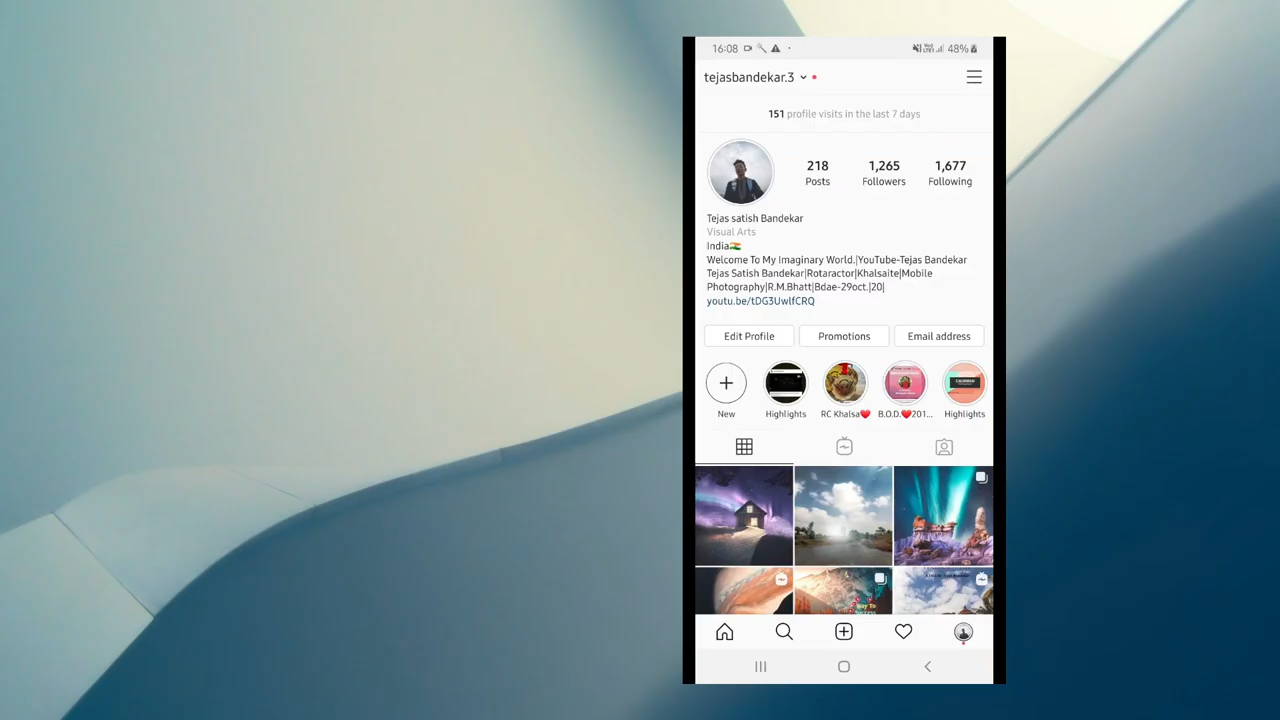 16:08 48%
tejasbandekar.3
151 profile visits in the last 7 days
218 1,265 1,677
Posts Followers Following
Tejas satish Bandekar
Visual Arts
India🇮🇳
Welcome To My Imaginary World.|YouTube-Tejas Bandekar
Tejas Satish Bandekar|Rotaractor|Khalsaite|Mobile
Photography|R.M.Bhatt|Bdae-29oct.|20|
youtu.be/tDG3UwlfCRQ
Edit Profile Promotions Email address
New Highlights RC Khalsa❤️ B.O.D.❤️201... Highlights
Way To